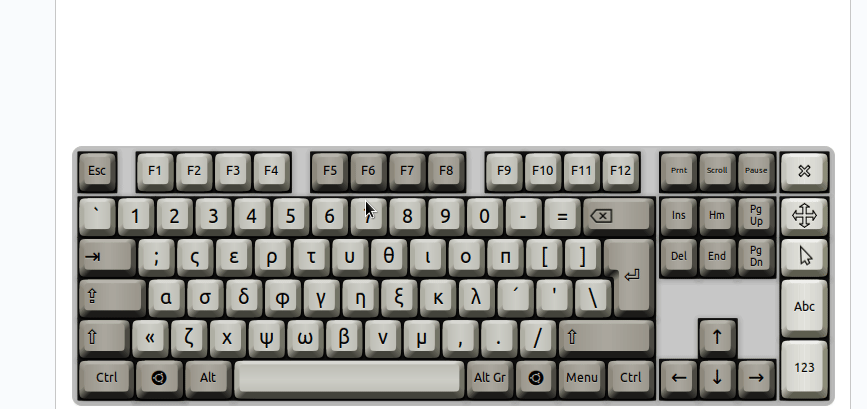 Esc F1 F2 F3 F4 F5 F6 F7 F8 F9 F10 F11 F12 Prnt Scroll Pause
` 1 2 3 4 5 6 7 8 9 0 - = Ins Hm Pg Up
; ς ε ρ τ υ θ ι ο π [ ] Del End Pg Dn
α σ δ φ γ η ξ κ λ ´ ' \ Abc
« ζ χ ψ ω β ν μ , . / ↑
Ctrl Alt Alt Gr Menu Ctrl ← ↓ → 123